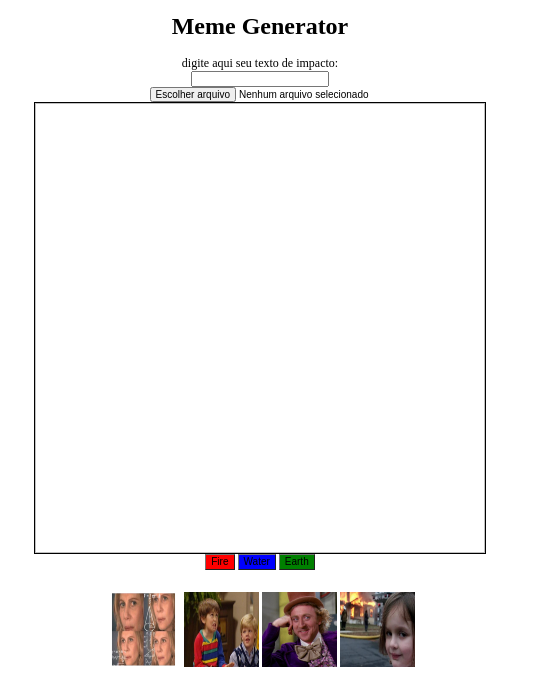 Meme Generator
digite aqui seu texto de impacto:
Escolher arquivo Nenhum arquivo selecionado
Fire Water Earth